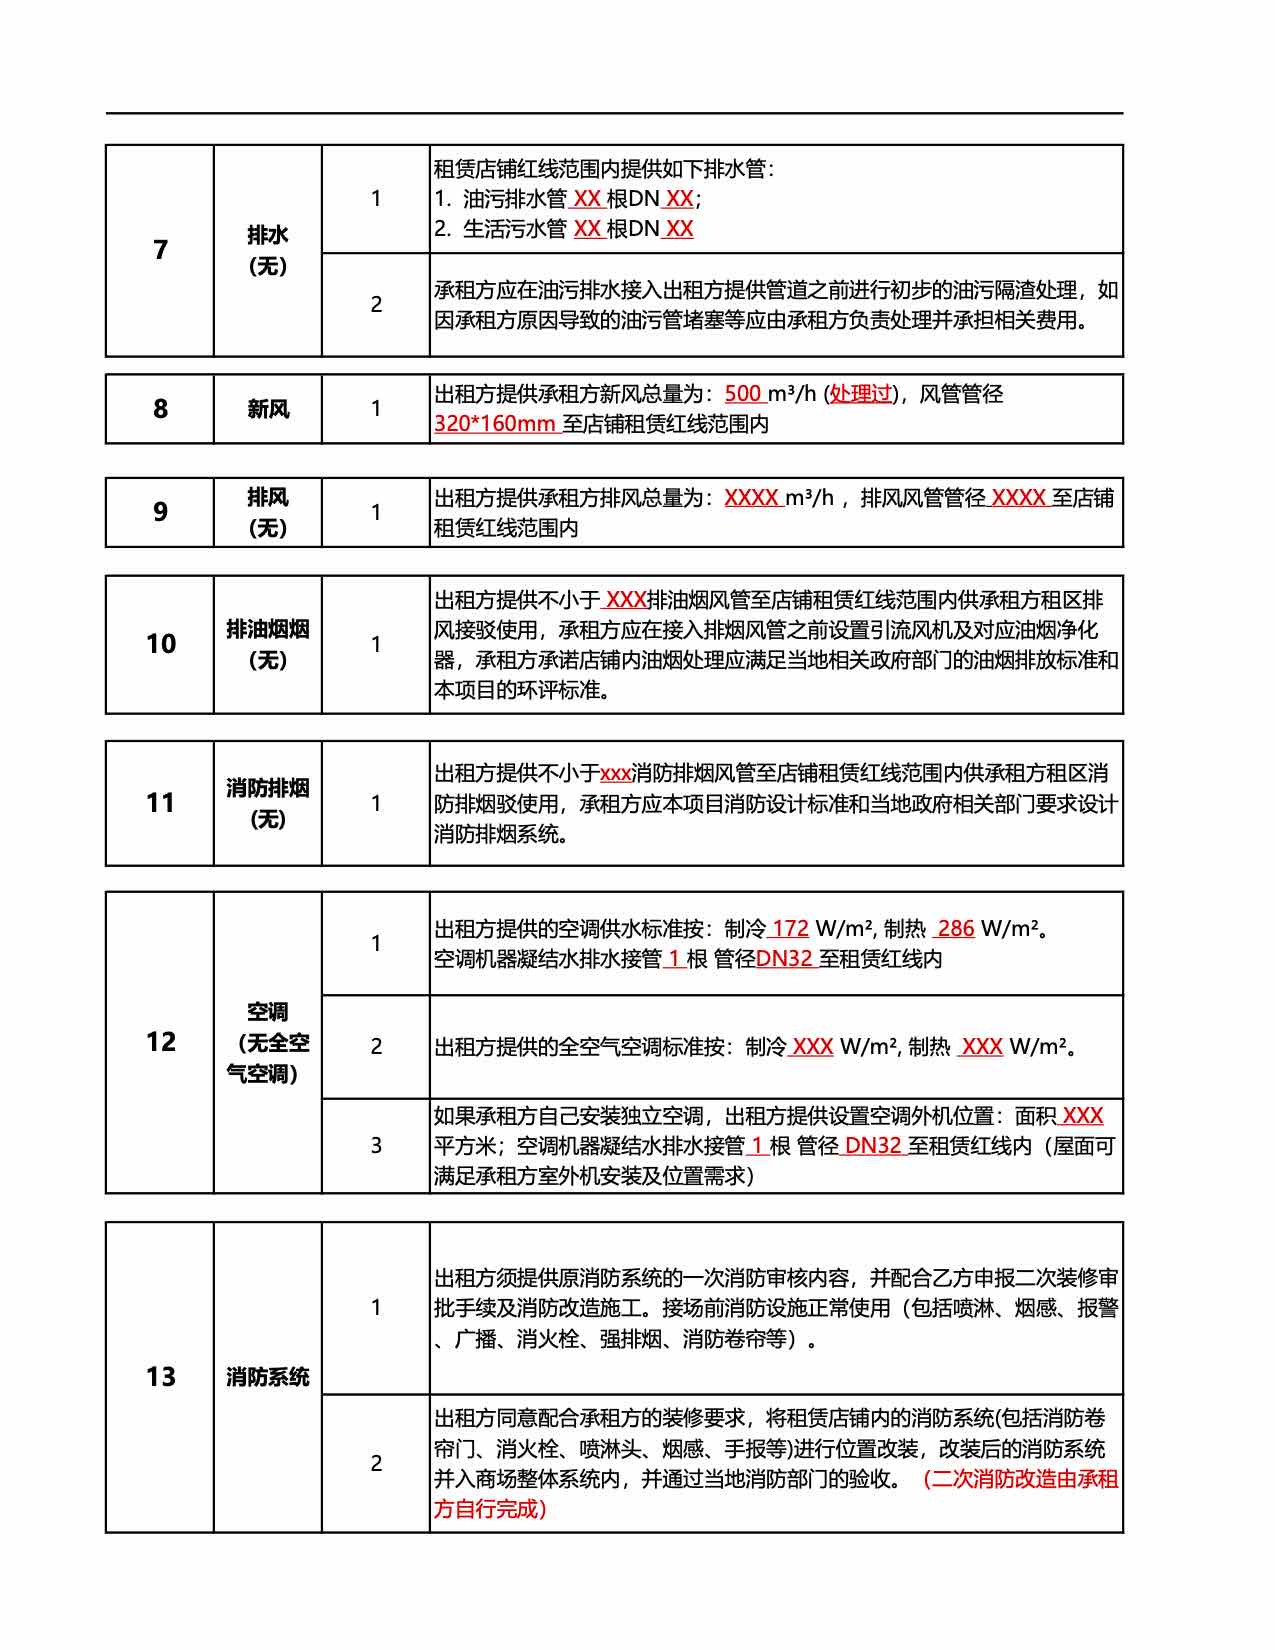 7
排水
(无)
1
租赁店铺红线范围内提供如下排水管：
1. 油污排水管 XX 根DN XX；
2. 生活污水管 XX 根DN XX
2
承租方应在油污排水接入出租方提供管道之前进行初步的油污隔渣处理，如
因承租方原因导致的油污管堵塞等应由承租方负责处理并承担相关费用。
8
新风
1
出租方提供承租方新风总量为：500 m³/h (处理过)，风管管径
320*160mm 至店铺租赁红线范围内
9
排风
(无)
1
出租方提供承租方排风总量为：XXXX m³/h ，排风风管管径 XXXX 至店铺
租赁红线范围内
10
排油烟烟
(无)
1
出租方提供不小于 XXX排油烟风管至店铺租赁红线范围内供承租方租区排
风接驳使用，承租方应在接入排烟风管之前设置引流风机及对应油烟净化
器，承租方承诺店铺内油烟处理应满足当地相关政府部门的油烟排放标准和
本项目的环评标准。
11
消防排烟
(无)
1
出租方提供不小于xxx消防排烟风管至店铺租赁红线范围内供承租方租区消
防排烟驳使用，承租方应本项目消防设计标准和当地政府相关部门要求设计
消防排烟系统。
12
空调
（无全空
气空调）
1
出租方提供的空调供水标准按：制冷 172 W/m², 制热 286 W/m²。
空调机器凝结水排水接管 1 根 管径DN32 至租赁红线内
2
出租方提供的全空气空调标准按：制冷 XXX W/m², 制热 XXX W/m²。
3
如果承租方自己安装独立空调，出租方提供设置空调外机位置：面积 XXX
平方米；空调机器凝结水排水接管 1 根 管径 DN32 至租赁红线内（屋面可
满足承租方室外机安装及位置需求）
13
消防系统
1
出租方须提供原消防系统的一次消防审核内容，并配合乙方申报二次装修审
批手续及消防改造施工。接场前消防设施正常使用（包括喷淋、烟感、报警
、广播、消火栓、强排烟、消防卷帘等）。
2
出租方同意配合承租方的装修要求，将租赁店铺内的消防系统(包括消防卷
帘门、消火栓、喷淋头、烟感、手报等)进行位置改装，改装后的消防系统
并入商场整体系统内，并通过当地消防部门的验收。（二次消防改造由承租
方自行完成）